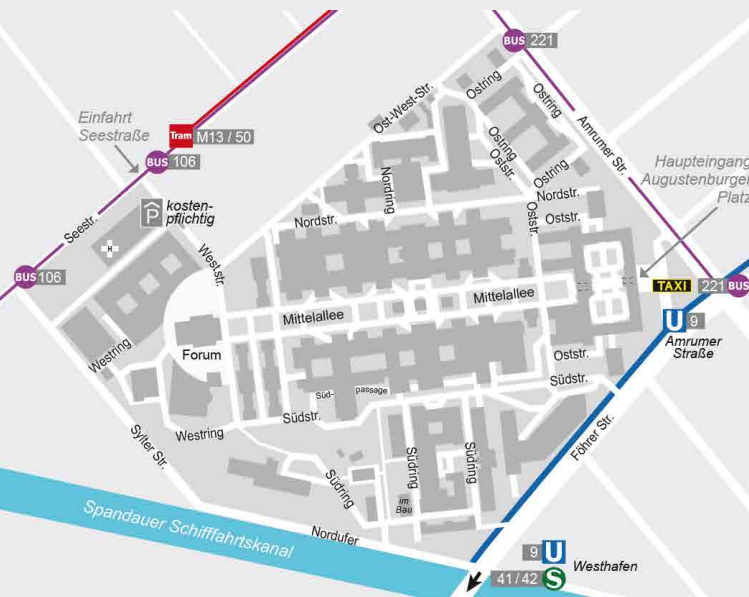 BUS 221
Ostring
Ost-West-Str.
Ostring
Amrumer Str.
Einfahrt
Seestraße
Tram M13 / 50
BUS 106
Ostring
Oststr.
Ostring
Haupteingang
Augustenburger
Platz
Nordring
Nordstr.
P kosten-
pflichtig
Seestr.
Nordstr.
Oststr.
Oststr.
H
Weststr.
BUS 106
TAXI
221 BUS
Mittelallee
Mittelallee
U 9
Amrumer
Straße
Westring
Forum
Oststr.
Südstr.
Süd-
passage
Südstr.
Westring
Föhrer Str.
Sylter Str.
Südring
Südring
Südring
im
Bau
Spandauer Schifffahrtskanal
Nordufer
9 U
Westhafen
41 / 42 S